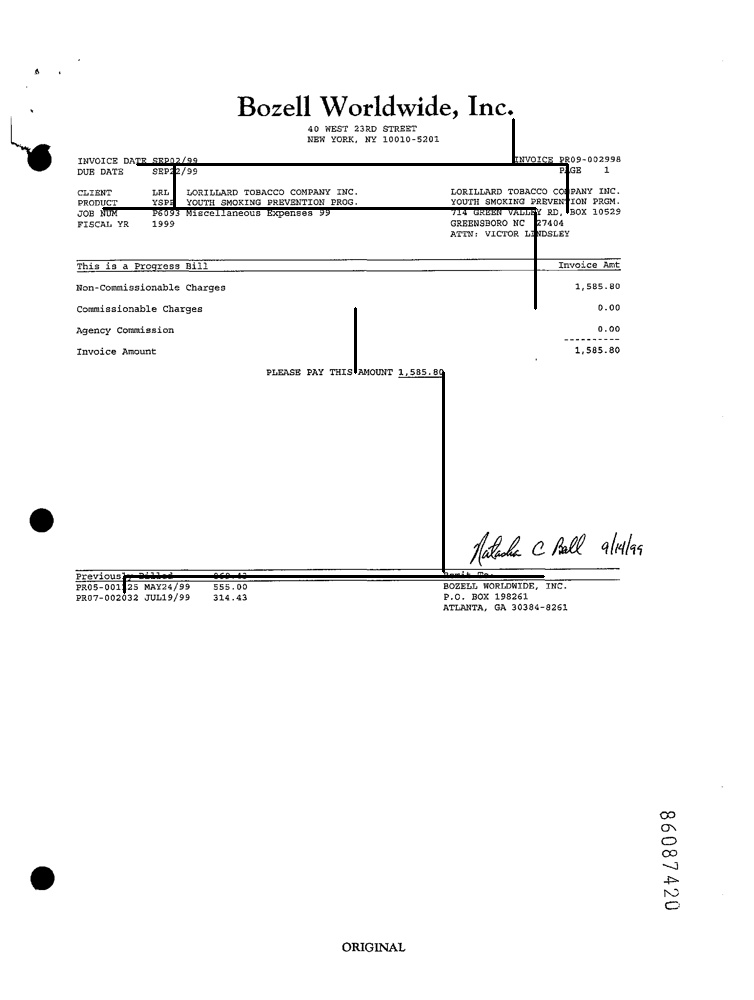 Bozell Worldwide, Inc.
40 WEST 23RD STREET
NEW YORK, NY 10010-5201
INVOICE DATE SEP02/99 INVOICE PR09-002998
DUE DATE SEP22/99 PAGE 1
CLIENT LRL LORILLARD TOBACCO COMPANY INC. LORILLARD TOBACCO COMPANY INC.
PRODUCT YSPP YOUTH SMOKING PREVENTION PROG. YOUTH SMOKING PREVENTION PRGM.
JOB NUM P6093 Miscellaneous Expenses 99 714 GREEN VALLEY RD, BOX 10529
FISCAL YR 1999 GREENSBORO NC 27404
ATTN: VICTOR LINDSLEY
This is a Progress Bill Invoice Amt
Non-Commissionable Charges 1,585.80
Commissionable Charges 0.00
Agency Commission 0.00
----------
Invoice Amount 1,585.80
PLEASE PAY THIS AMOUNT 1,585.80
Natasha C Ball 9/14/99
Previously Billed 869.43 Remit To:
PR05-001125 MAY24/99 555.00 BOZELL WORLDWIDE, INC.
PR07-002032 JUL19/99 314.43 P.O. BOX 198261
ATLANTA, GA 30384-8261
86087420
ORIGINAL